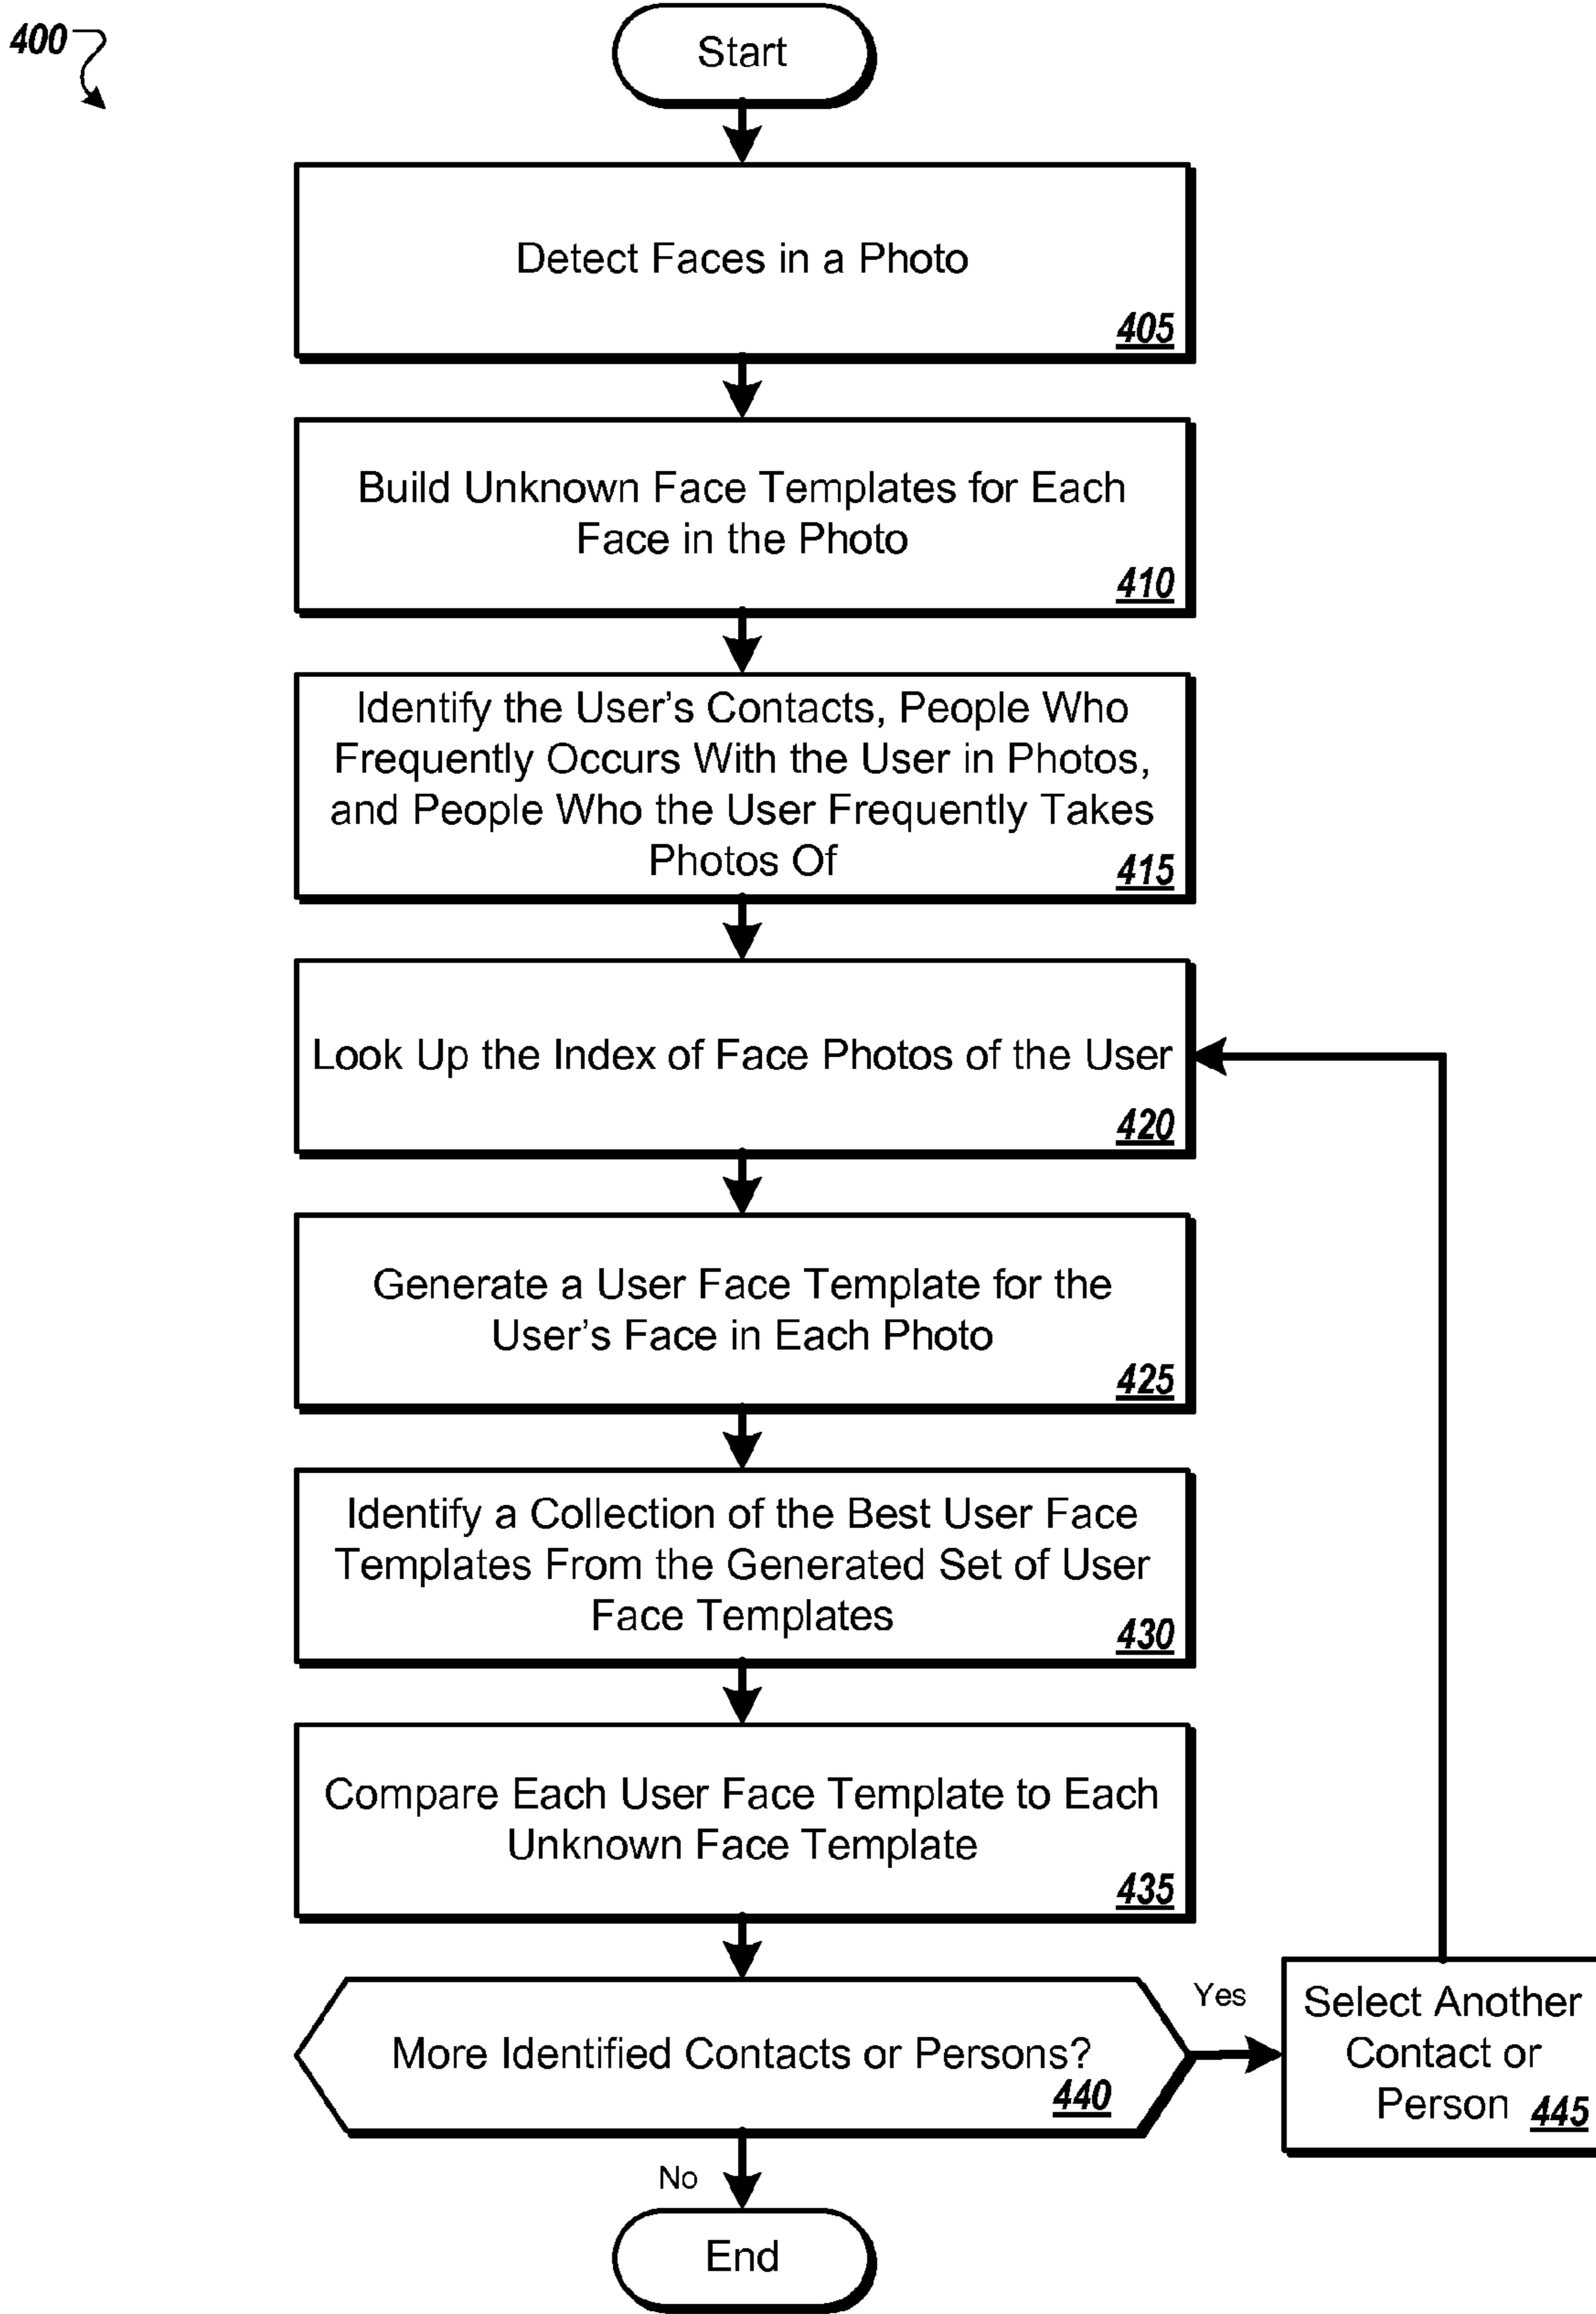 400
Start
Detect Faces in a Photo
405
Build Unknown Face Templates for Each
Face in the Photo
410
Identify the User's Contacts, People Who
Frequently Occurs With the User in Photos,
and People Who the User Frequently Takes
Photos Of
415
Look Up the Index of Face Photos of the User
420
Generate a User Face Template for the
User's Face in Each Photo
425
Identify a Collection of the Best User Face
Templates From the Generated Set of User
Face Templates
430
Compare Each User Face Template to Each
Unknown Face Template
435
More Identified Contacts or Persons?
440
Yes
Select Another
Contact or
Person 445
No
End